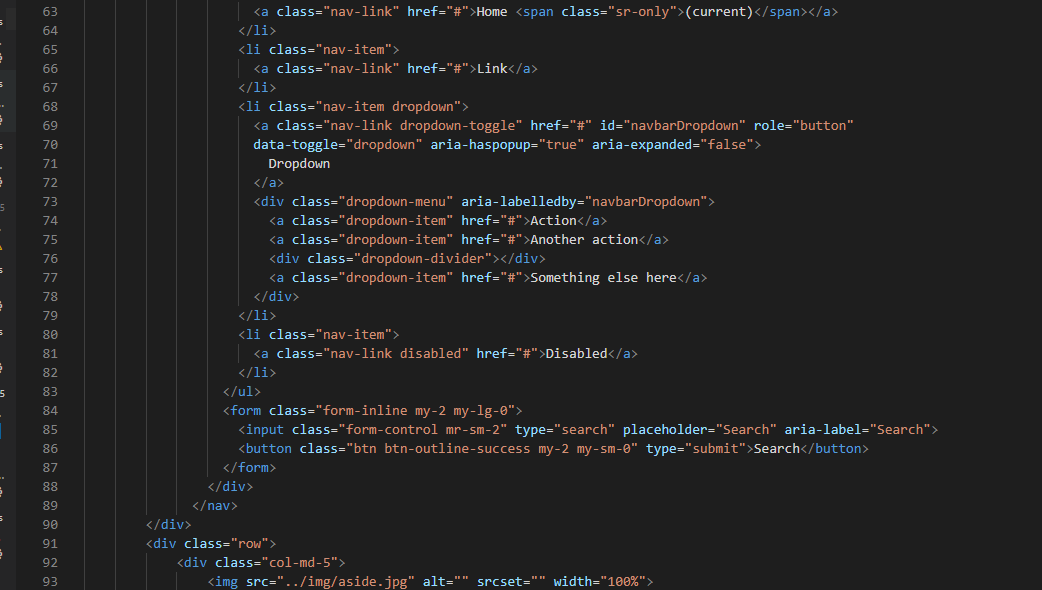 63 <a class="nav-link" href="#">Home <span class="sr-only">(current)</span></a>
64 </li>
65 <li class="nav-item">
66 <a class="nav-link" href="#">Link</a>
67 </li>
68 <li class="nav-item dropdown">
69 <a class="nav-link dropdown-toggle" href="#" id="navbarDropdown" role="button"
70 data-toggle="dropdown" aria-haspopup="true" aria-expanded="false">
71 Dropdown
72 </a>
73 <div class="dropdown-menu" aria-labelledby="navbarDropdown">
74 <a class="dropdown-item" href="#">Action</a>
75 <a class="dropdown-item" href="#">Another action</a>
76 <div class="dropdown-divider"></div>
77 <a class="dropdown-item" href="#">Something else here</a>
78 </div>
79 </li>
80 <li class="nav-item">
81 <a class="nav-link disabled" href="#">Disabled</a>
82 </li>
83 </ul>
84 <form class="form-inline my-2 my-lg-0">
85 <input class="form-control mr-sm-2" type="search" placeholder="Search" aria-label="Search">
86 <button class="btn btn-outline-success my-2 my-sm-0" type="submit">Search</button>
87 </form>
88 </div>
89 </nav>
90 </div>
91 <div class="row">
92 <div class="col-md-5">
93 <img src="../img/aside.jpg" alt="" srcset="" width="100%">